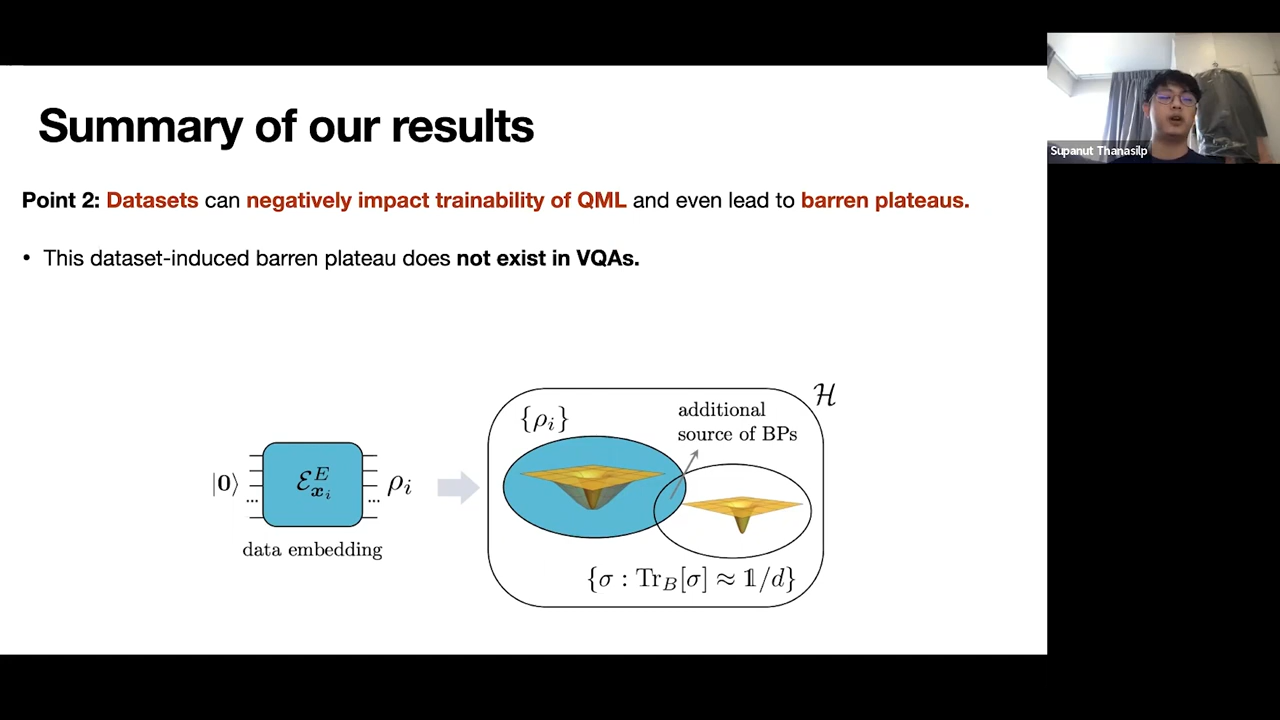 Summary of our results
Supanut Thanasilp
Point 2: Datasets can negatively impact trainability of QML and even lead to barren plateaus.
• This dataset-induced barren plateau does not exist in VQAs.
ℋ
{ρᵢ}
additional
source of BPs
|0⟩
...
ℰᴱ_{𝒙ᵢ}
...
ρᵢ
data embedding
{σ : Tr_B[σ] ≈ 𝟙/d}